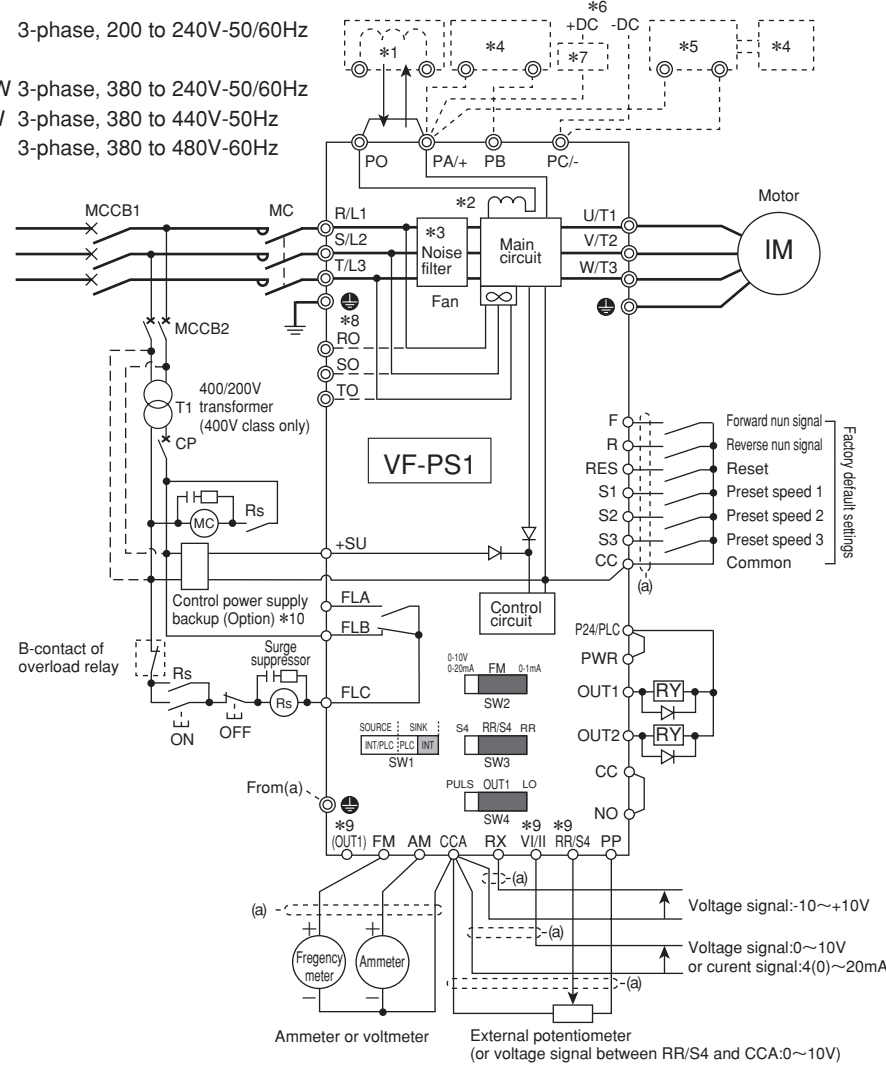 3-phase, 200 to 240V-50/60Hz
W 3-phase, 380 to 240V-50/60Hz
3-phase, 380 to 440V-50Hz
3-phase, 380 to 480V-60Hz
*6
+DC -DC
*1
*4
*7
*5
*4
PO
PA/+
PB
PC/-
MCCB1
MC
R/L1
S/L2
T/L3
*2
*3
Noise
filter
Main
circuit
Fan
U/T1
V/T2
W/T3
Motor
IM
*8
RO
SO
TO
MCCB2
T1
400/200V
transformer
(400V class only)
CP
VF-PS1
MC
Rs
+SU
Control power supply
backup (Option) *10
FLA
FLB
FLC
Control
circuit
B-contact of
overload relay
Rs
ON
OFF
Surge
suppressor
Rs
F
R
RES
S1
S2
S3
CC
(a)
Forward nun signal
Reverse nun signal
Reset
Preset speed 1
Preset speed 2
Preset speed 3
Common
Factory default settings
P24/PLC
PWR
OUT1
RY
OUT2
RY
CC
NO
0-10V
0-20mA
FM
0-1mA
SW2
SOURCE
SINK
INT/PLC
PLC
INT
SW1
S4
RR/S4
RR
SW3
PULS
OUT1
LO
SW4
From(a)
*9
(OUT1)
FM
AM
CCA
RX
*9
VI/II
*9
RR/S4
PP
(a)
(a)
(a)
(a)
+
Fregency
meter
−
+
Ammeter
−
Ammeter or voltmeter
Voltage signal:-10~+10V
Voltage signal:0~10V
or curent signal:4(0)~20mA
External potentiometer
(or voltage signal between RR/S4 and CCA:0~10V)